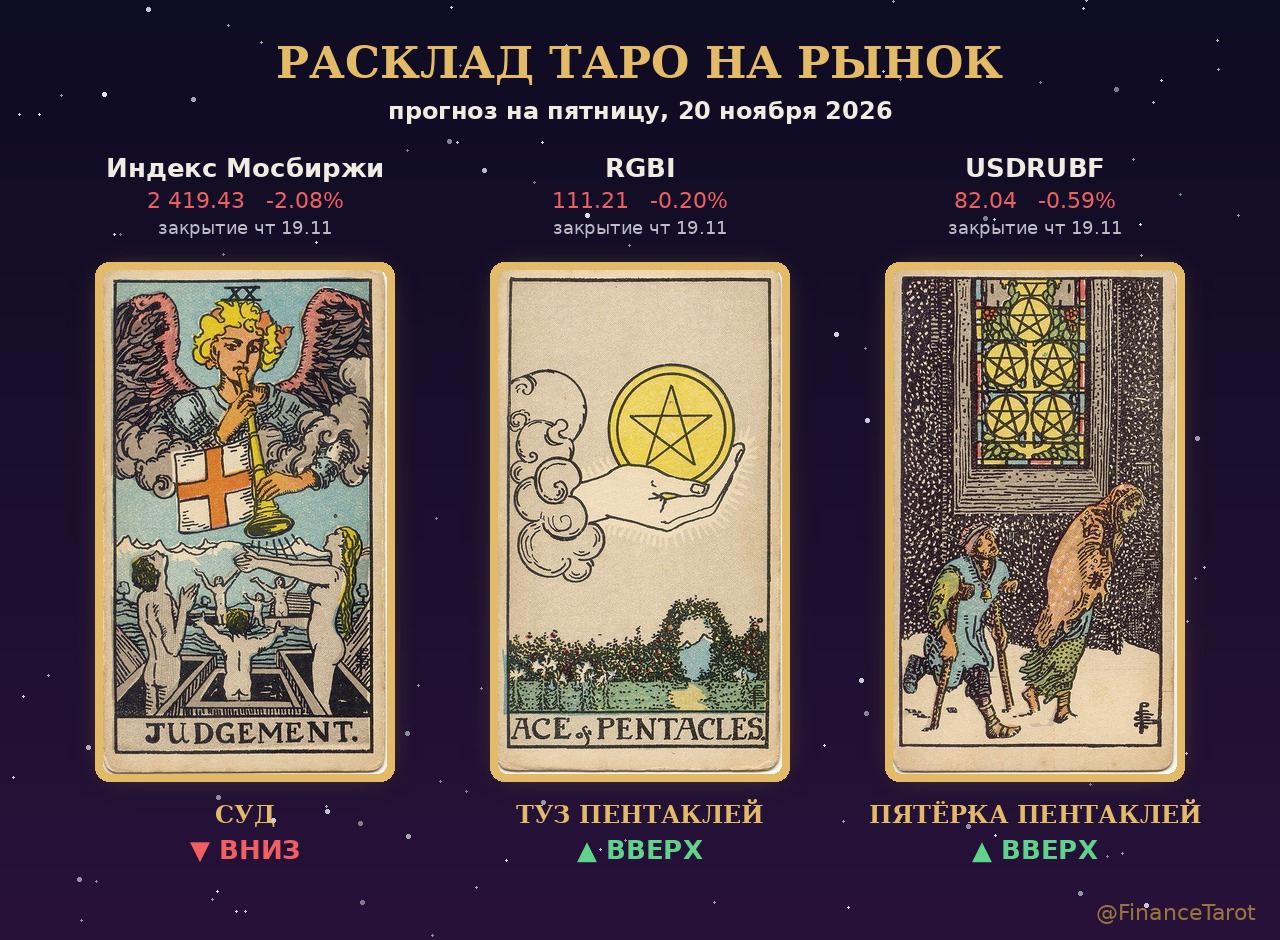 РАСКЛАД ТАРО НА РЫНОК
прогноз на пятницу, 20 ноября 2026
Индекс Мосбиржи
2 419.43 -2.08%
закрытие чт 19.11
RGBI
111.21 -0.20%
закрытие чт 19.11
USDRUBF
82.04 -0.59%
закрытие чт 19.11
XX
JUDGEMENT.
ACE of PENTACLES.
СУД
▼ ВНИЗ
ТУЗ ПЕНТАКЛЕЙ
▲ ВВЕРХ
ПЯТЁРКА ПЕНТАКЛЕЙ
▲ ВВЕРХ
@FinanceTarot